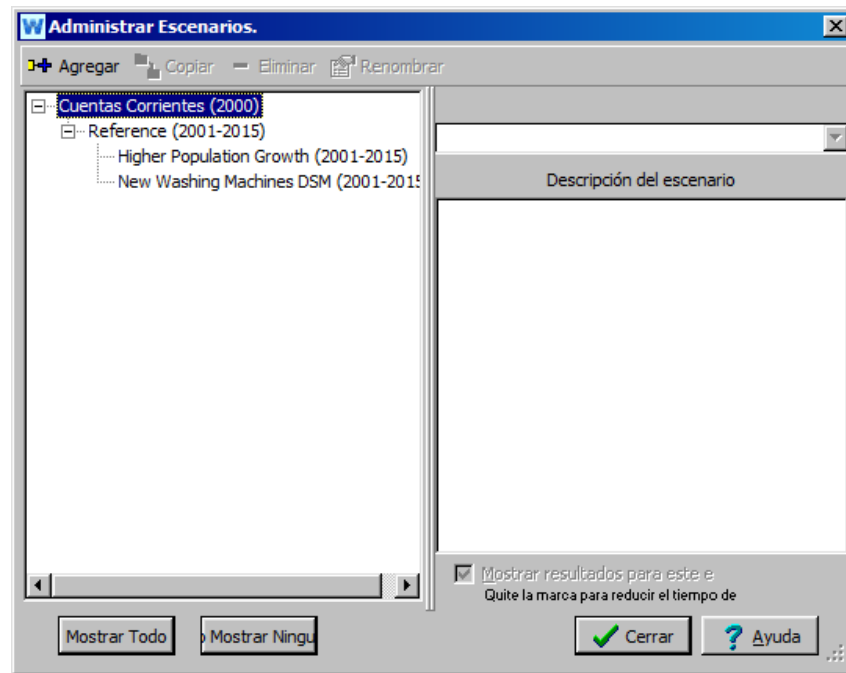 Administrar Escenarios.
Agregar Copiar Eliminar Renombrar
Cuentas Corrientes (2000)
Reference (2001-2015)
Higher Population Growth (2001-2015)
New Washing Machines DSM (2001-2015
Descripción del escenario
Mostrar resultados para este e
Quite la marca para reducir el tiempo de
Mostrar Todo
o Mostrar Ningu
Cerrar
Ayuda